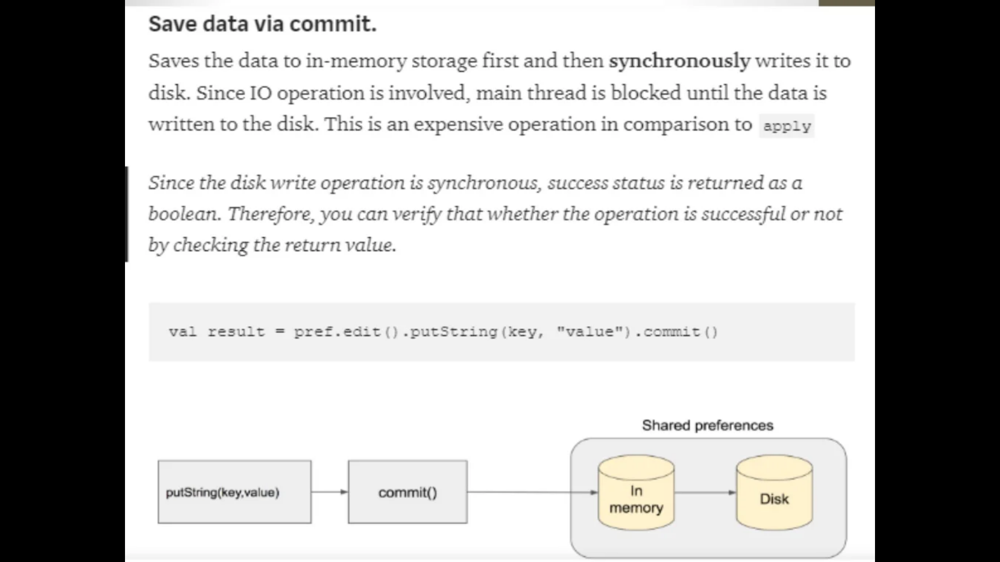 Save data via commit.
Saves the data to in-memory storage first and then synchronously writes it to
disk. Since IO operation is involved, main thread is blocked until the data is
written to the disk. This is an expensive operation in comparison to apply
Since the disk write operation is synchronous, success status is returned as a
boolean. Therefore, you can verify that whether the operation is successful or not
by checking the return value.
val result = pref.edit().putString(key, "value").commit()
Shared preferences
putString(key,value)
commit()
In
memory
Disk